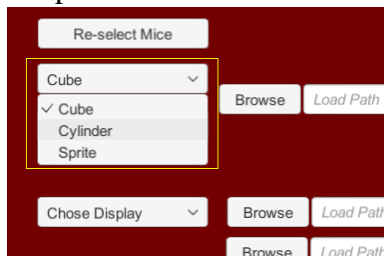 Re-select Mice
Cube
Browse Load Path
Cube
Cylinder
Sprite
Chose Display Browse Load Path
Browse Load Path